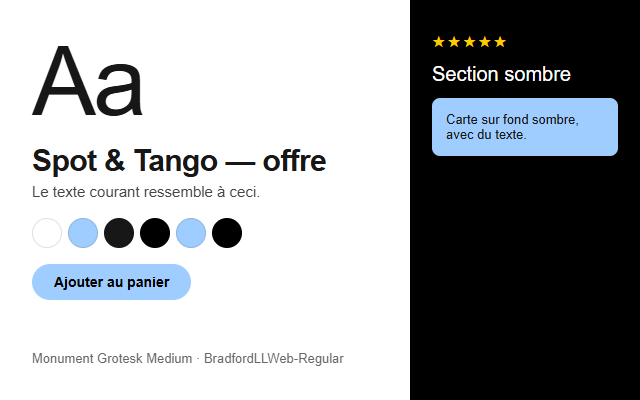 Aa
Spot & Tango — offre
Le texte courant ressemble à ceci.
Ajouter au panier
Monument Grotesk Medium · BradfordLLWeb-Regular
★★★★★
Section sombre
Carte sur fond sombre,
avec du texte.